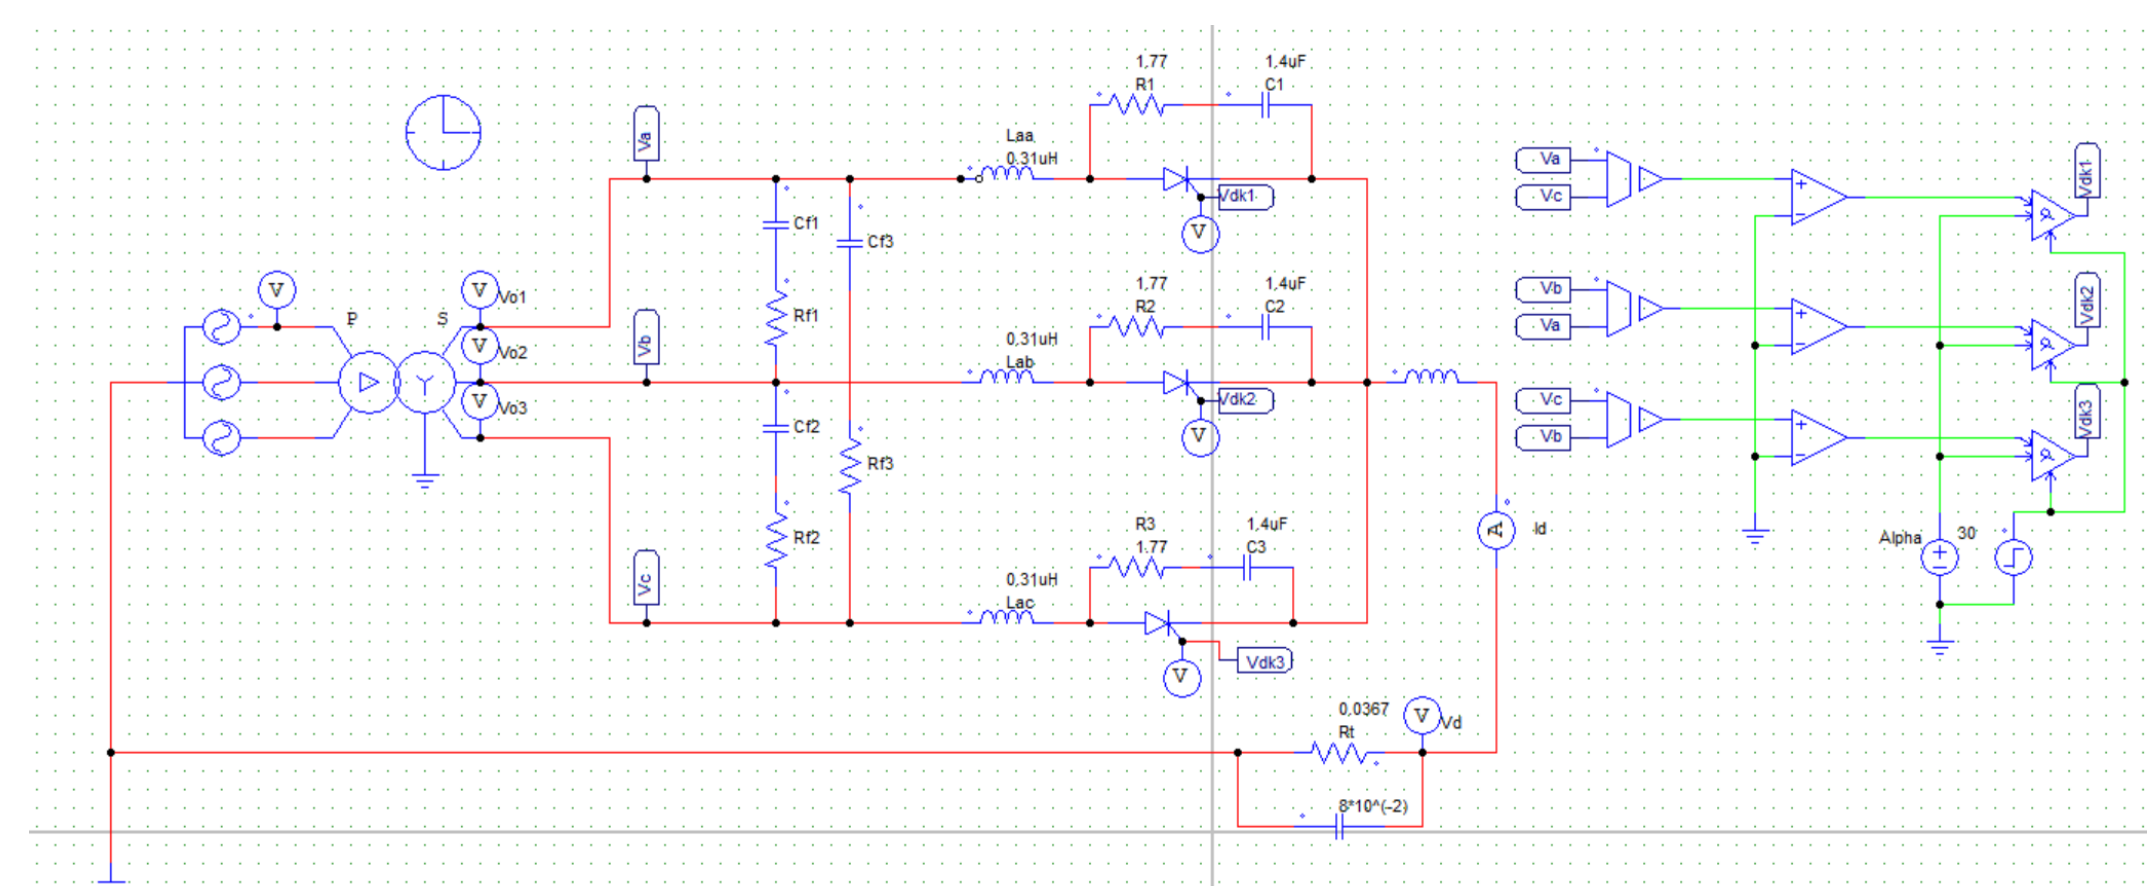 1,77
R1
1,4uF
C1
Va
Laa
0,31uH
Vdk1
V
Cf1
Cf3
Va
Vc
Vdk1
V
V
Vo1
P
S
V
Vo2
V
Vo3
Rf1
Vb
1,77
R2
1,4uF
C2
0,31uH
Lab
Vdk2
V
Vb
Va
Vdk2
Cf2
Rf3
Vc
Vb
Vdk3
Rf2
Vc
R3
1.77
1,4uF
C3
0,31uH
Lac
Vdk3
V
A
Id
Alpha
30
0,0367
Rt
V
Vd
8*10^(-2)